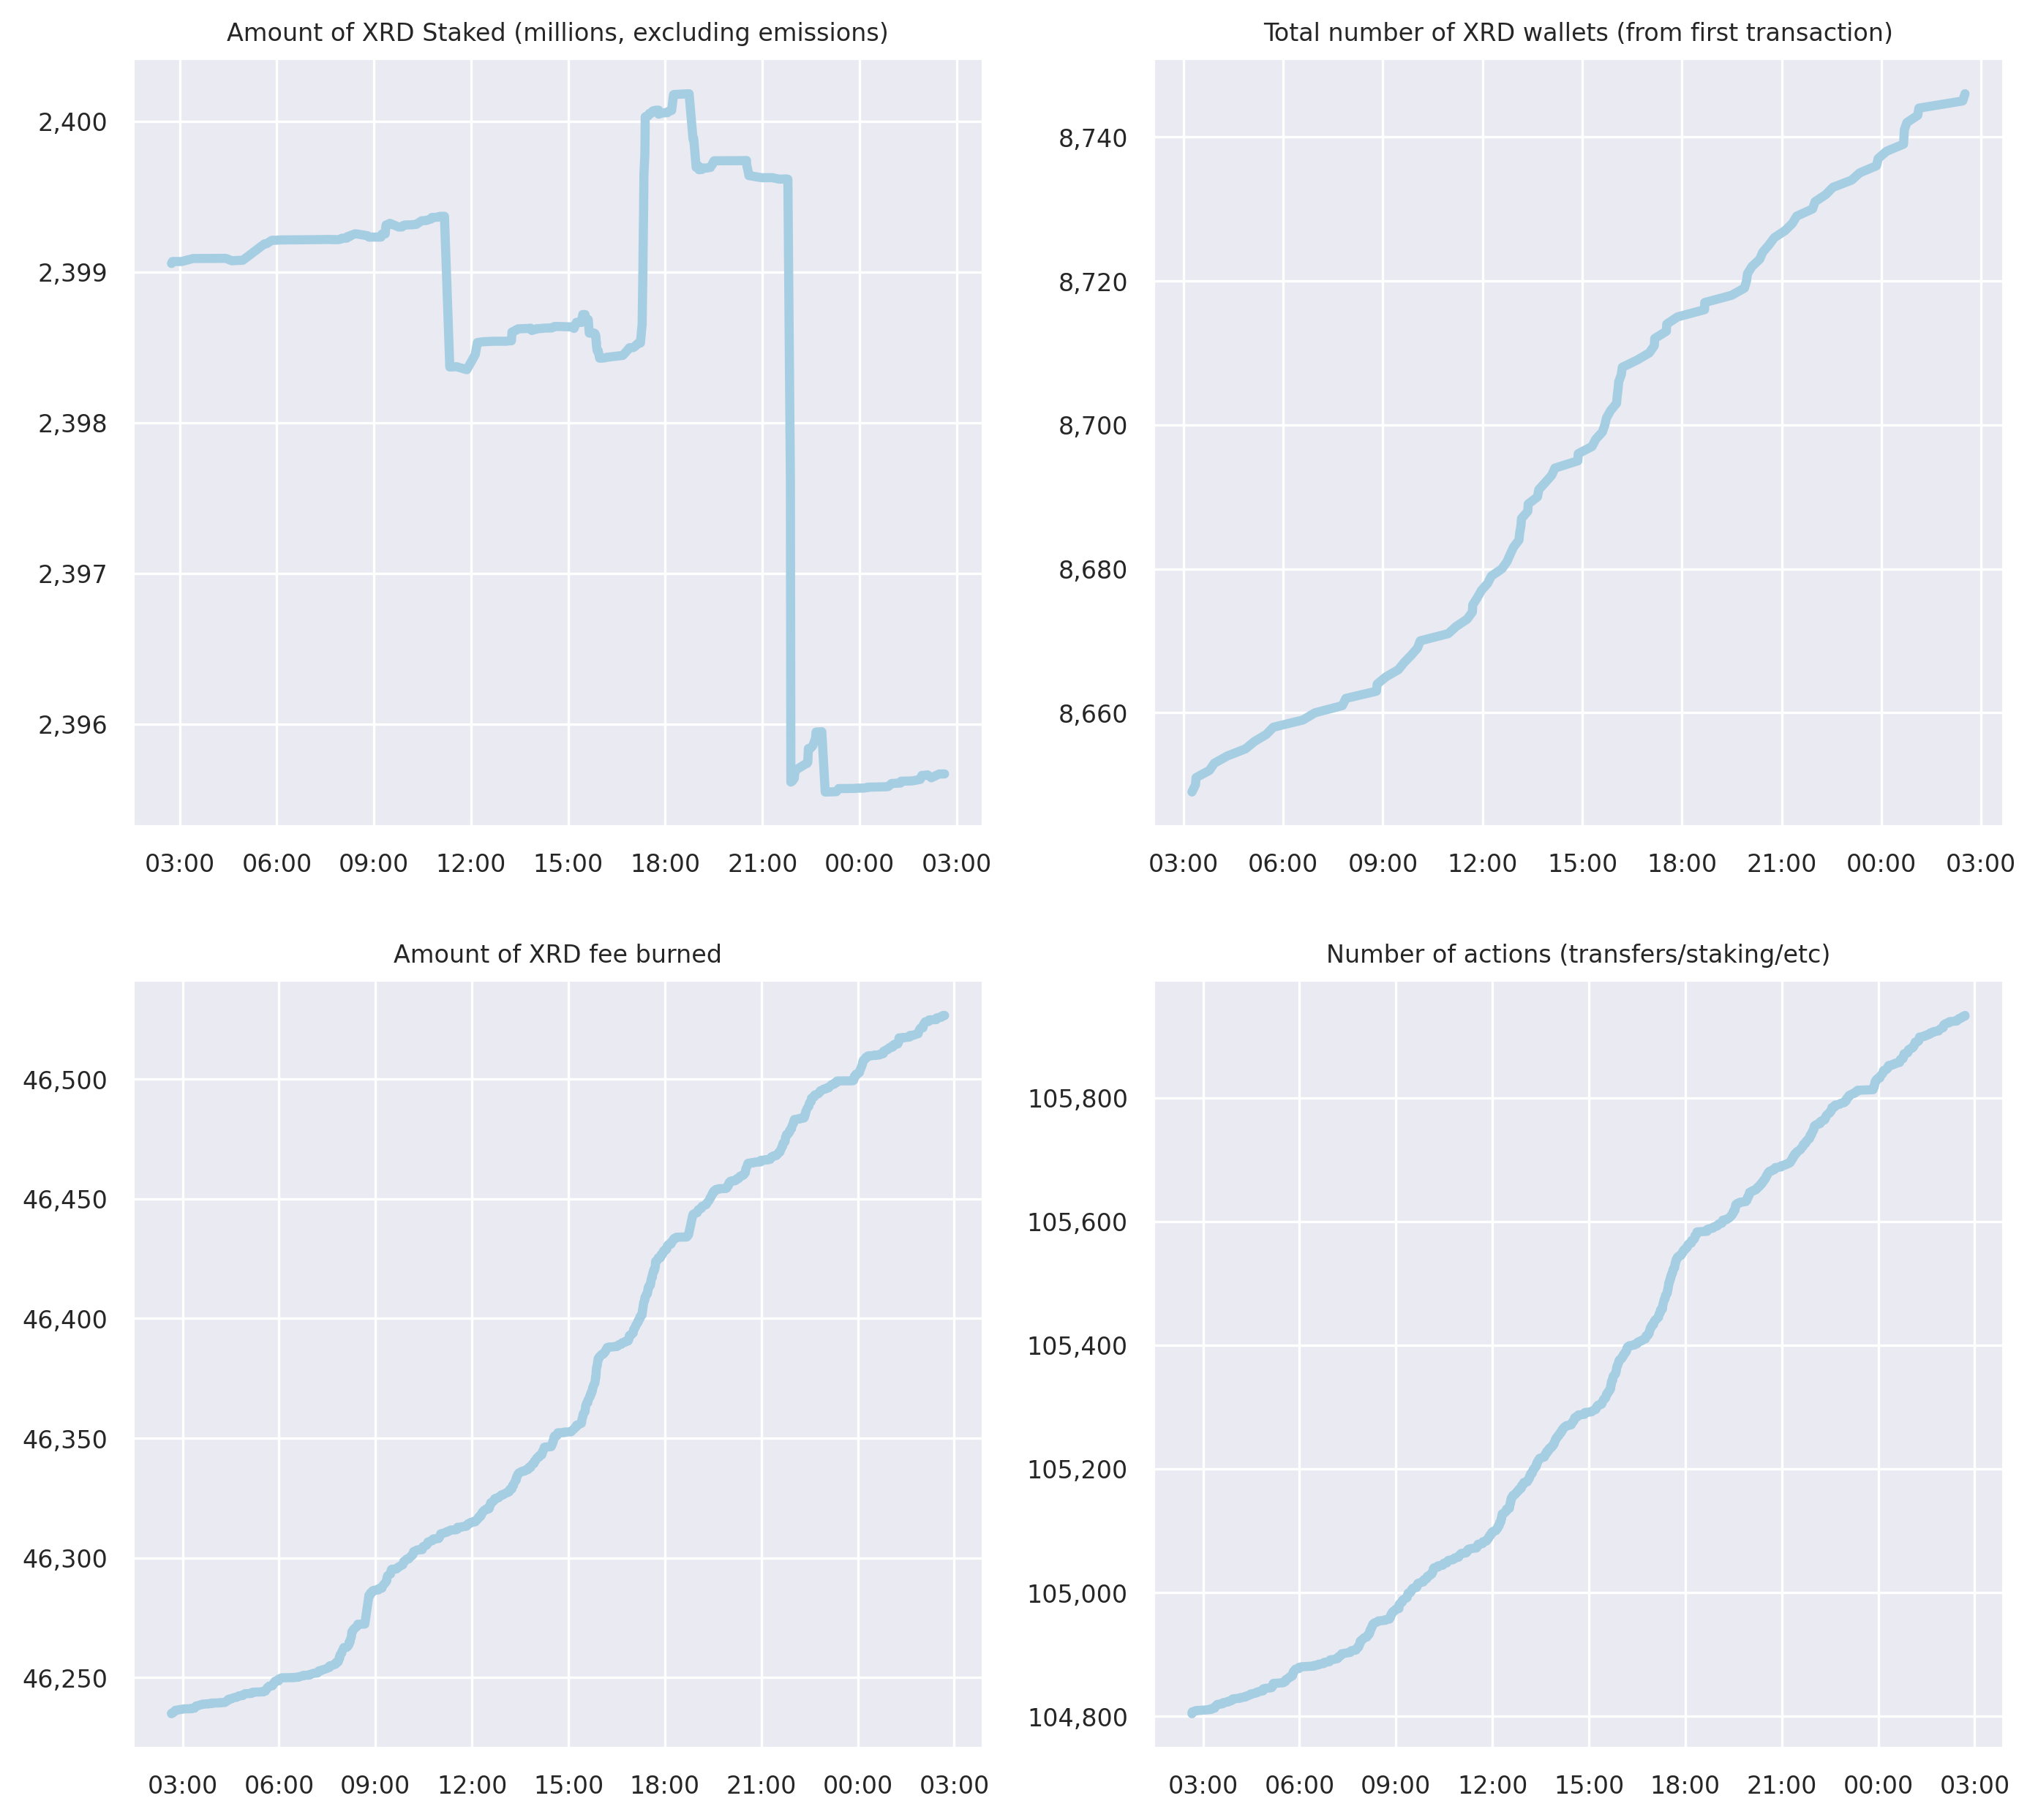 Amount of XRD Staked (millions, excluding emissions)
2,400
2,399
2,398
2,397
2,396
03:00 06:00 09:00 12:00 15:00 18:00 21:00 00:00 03:00
Total number of XRD wallets (from first transaction)
8,740
8,720
8,700
8,680
8,660
03:00 06:00 09:00 12:00 15:00 18:00 21:00 00:00 03:00
Amount of XRD fee burned
46,500
46,450
46,400
46,350
46,300
46,250
03:00 06:00 09:00 12:00 15:00 18:00 21:00 00:00 03:00
Number of actions (transfers/staking/etc)
105,800
105,600
105,400
105,200
105,000
104,800
03:00 06:00 09:00 12:00 15:00 18:00 21:00 00:00 03:00